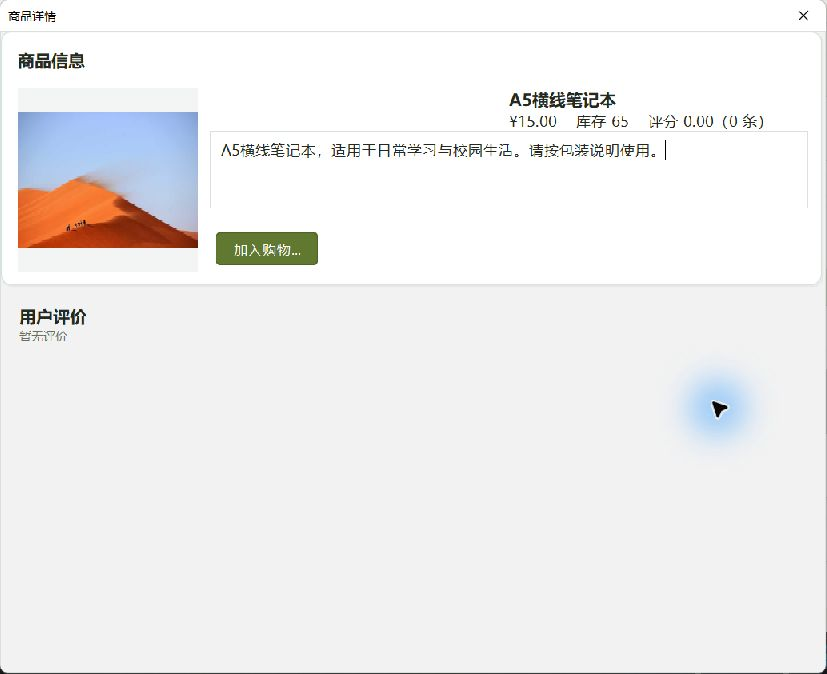 商品详情
商品信息
A5横线笔记本
¥15.00 库存 65 评分 0.00（0 条）
A5横线笔记本，适用于日常学习与校园生活。请按包装说明使用。
加入购物...
用户评价
暂无评价